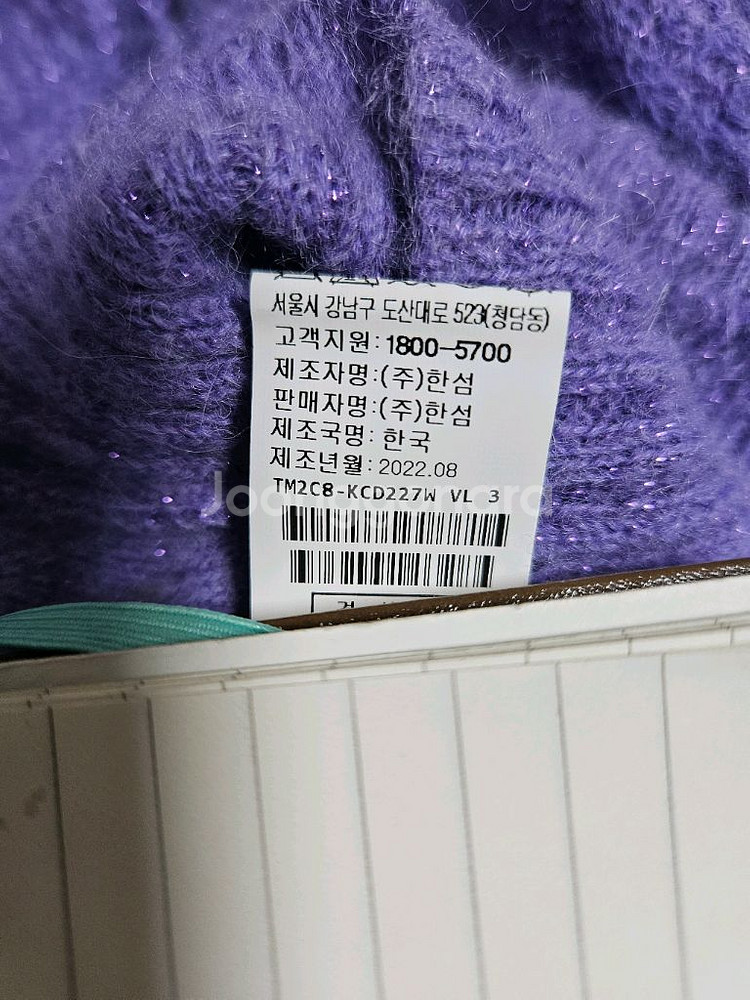 서울시 강남구 도산대로 523(청담동)
고객지원: 1800-5700
제조자명:(주)한섬
판매자명:(주)한섬
제조국명: 한국
제조년월: 2022.08
TM2C8-KCD227W VL 3
Joonggonara